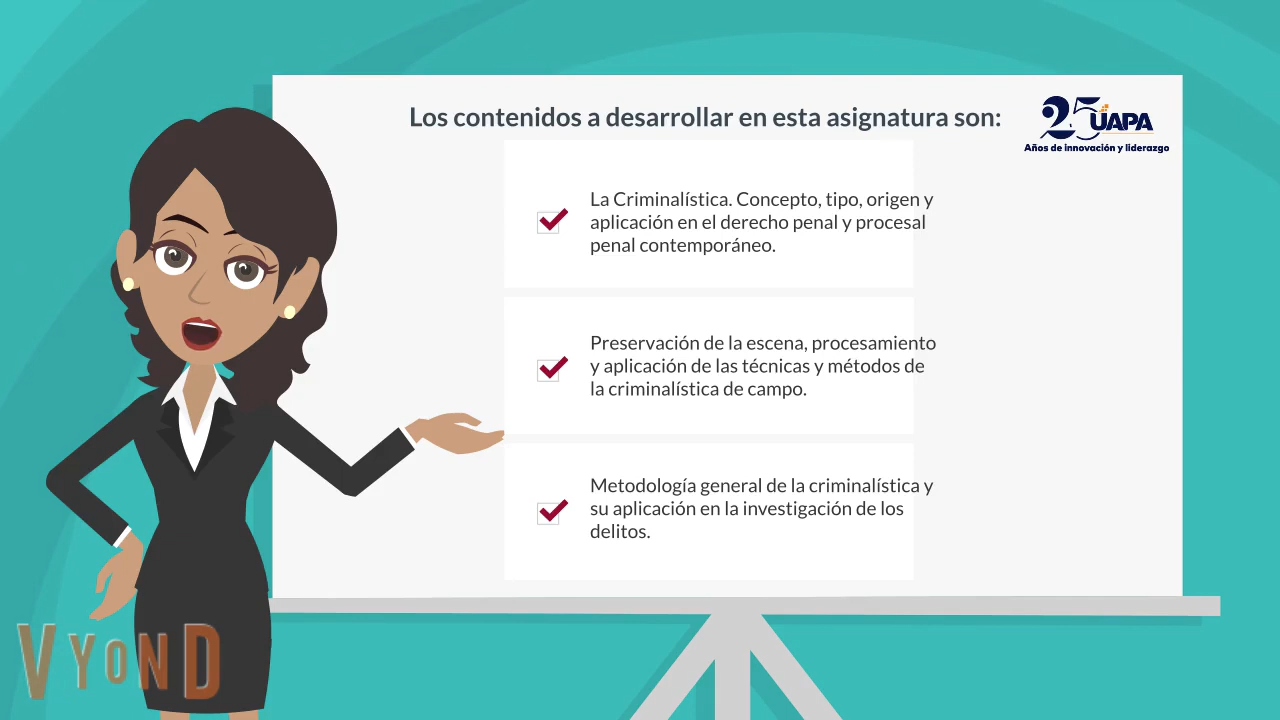 Los contenidos a desarrollar en esta asignatura son:
25 UAPA
Años de innovación y liderazgo
La Criminalística. Concepto, tipo, origen y
aplicación en el derecho penal y procesal
penal contemporáneo.
Preservación de la escena, procesamiento
y aplicación de las técnicas y métodos de
la criminalística de campo.
Metodología general de la criminalística y
su aplicación en la investigación de los
delitos.
VYOND